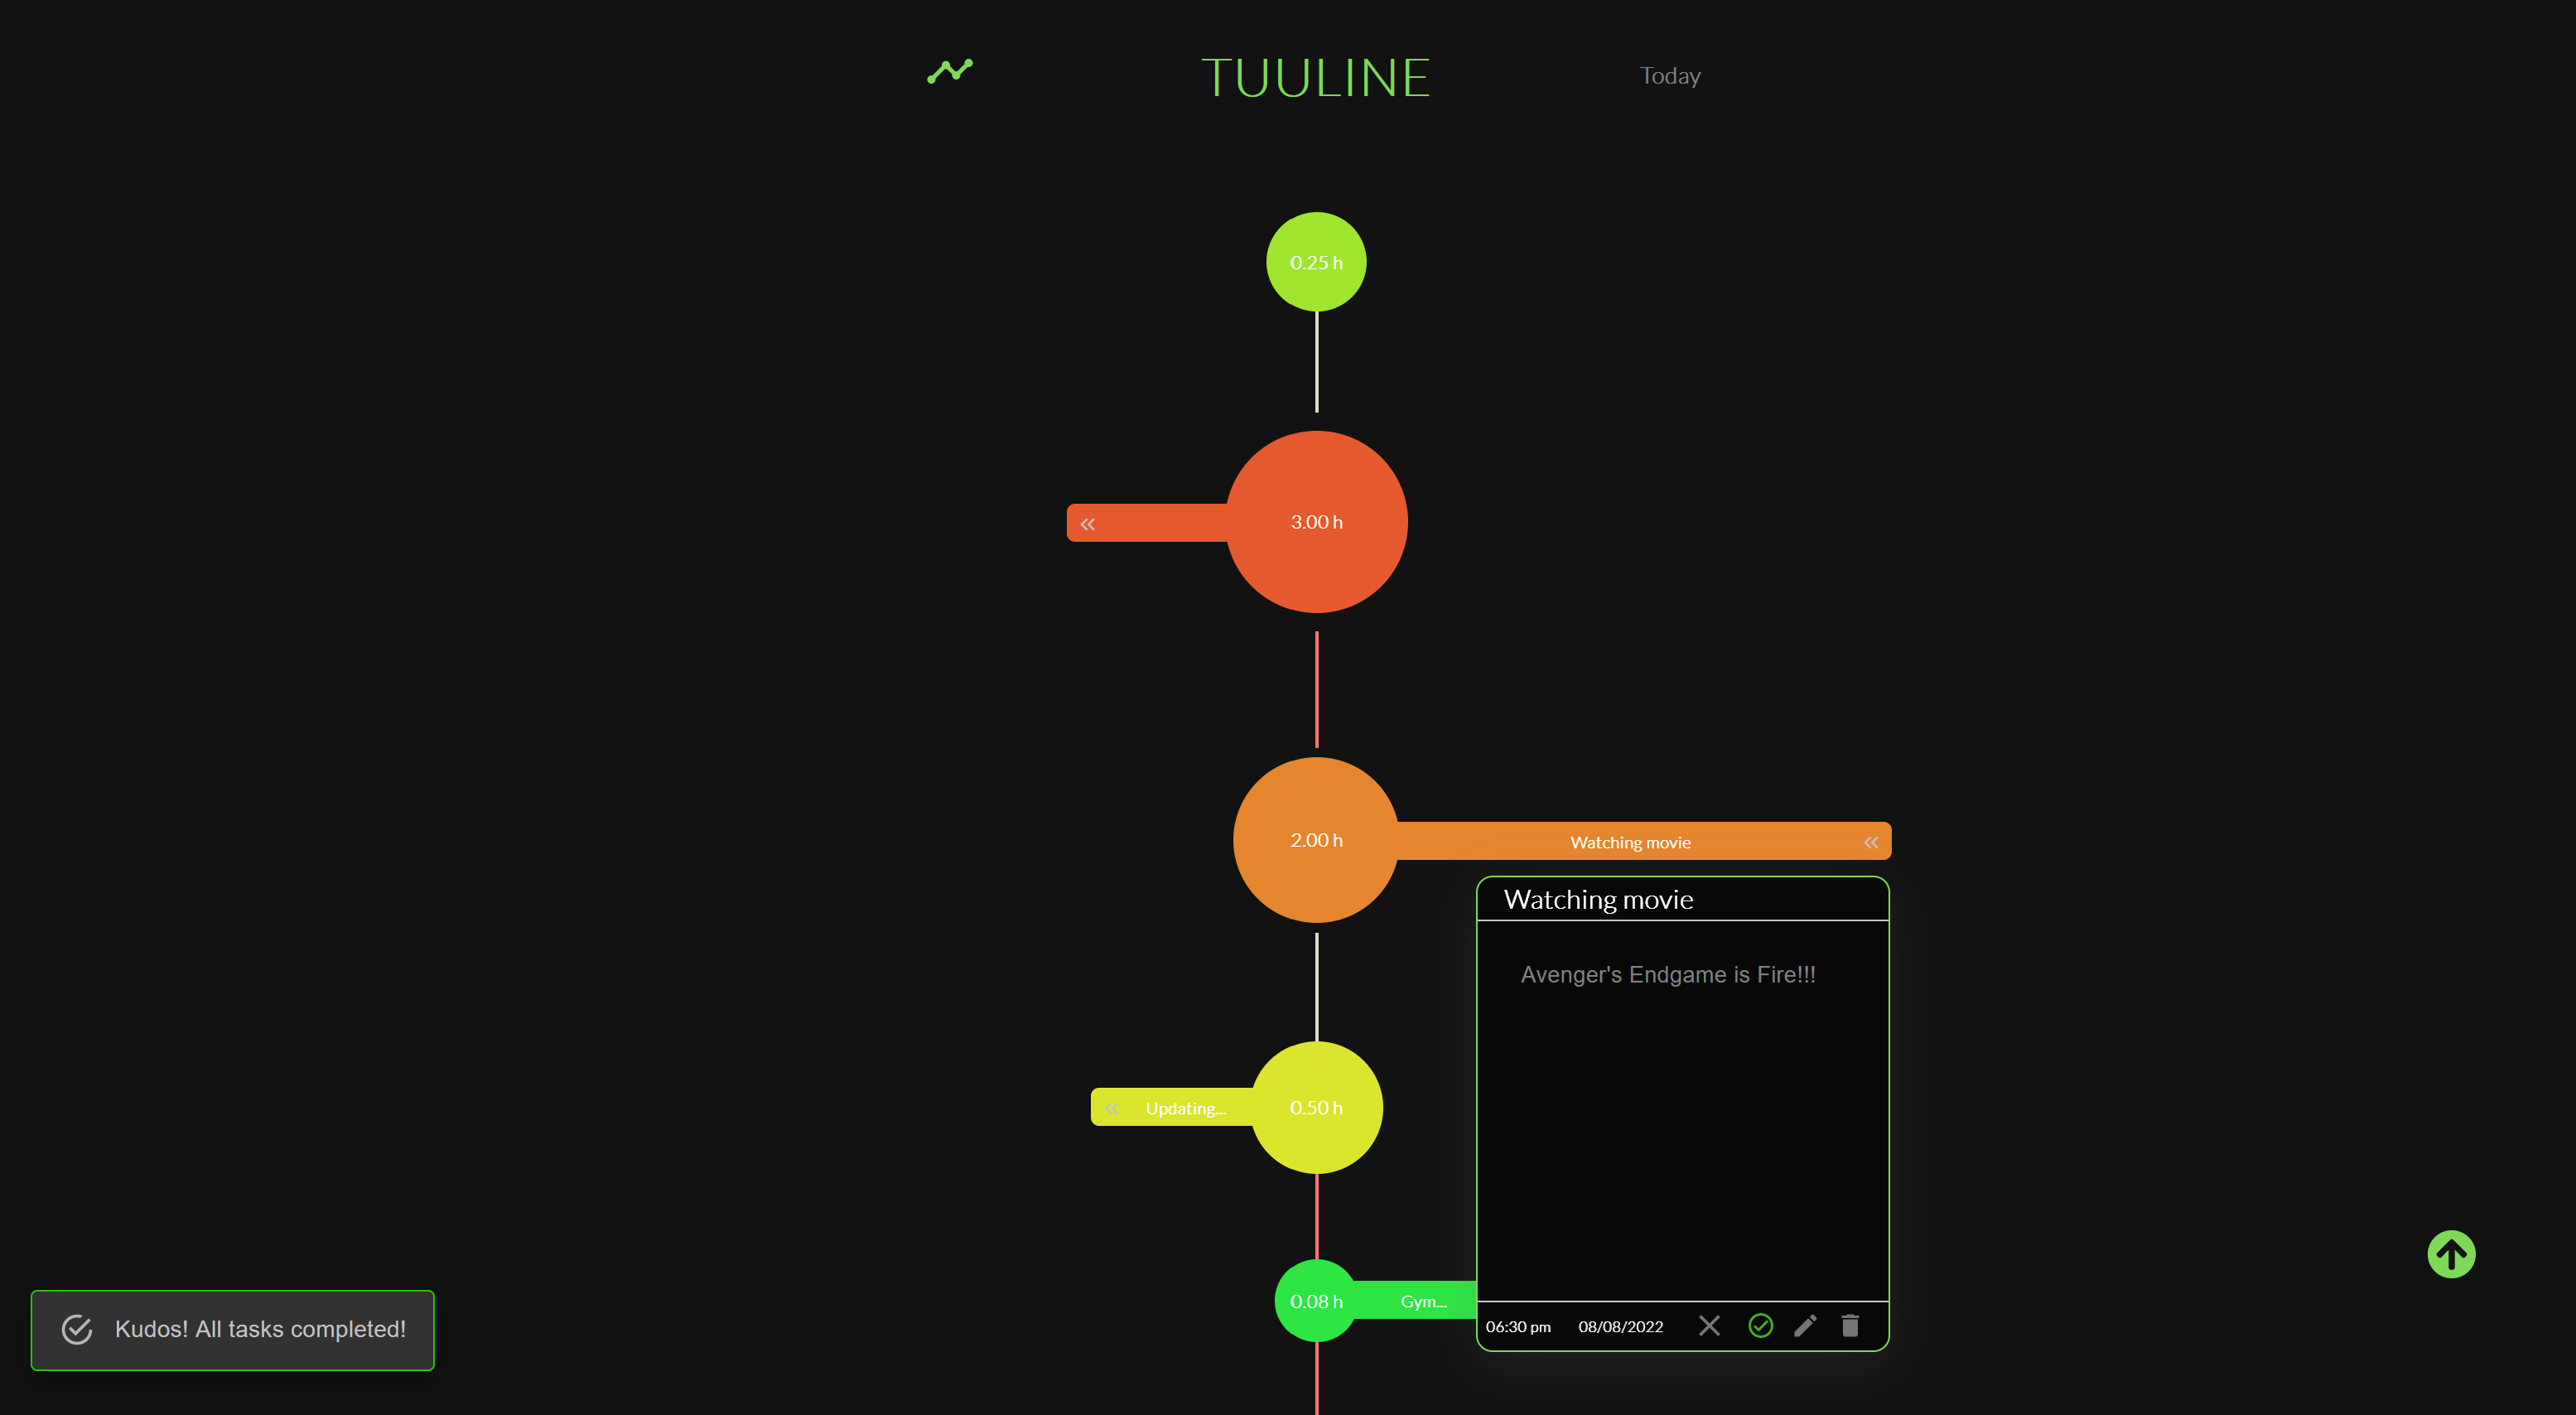 TUULINE
Today
0.25 h
3.00 h
2.00 h
Watching movie
Watching movie
Avenger's Endgame is Fire!!!
Updating...
0.50 h
0.08 h
Gym...
06:30 pm
08/08/2022
Kudos! All tasks completed!